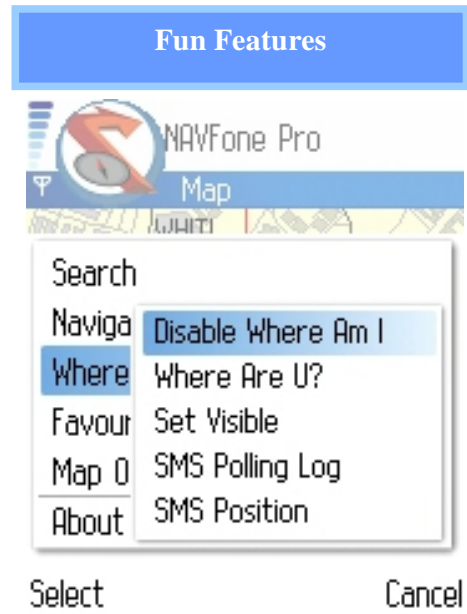 Fun Features
NAVFone Pro
Map
WHITI
Search
Naviga
Disable Where Am I
Where
Where Are U?
Favour
Set Visible
Map O
SMS Polling Log
About
SMS Position
Select
Cancel